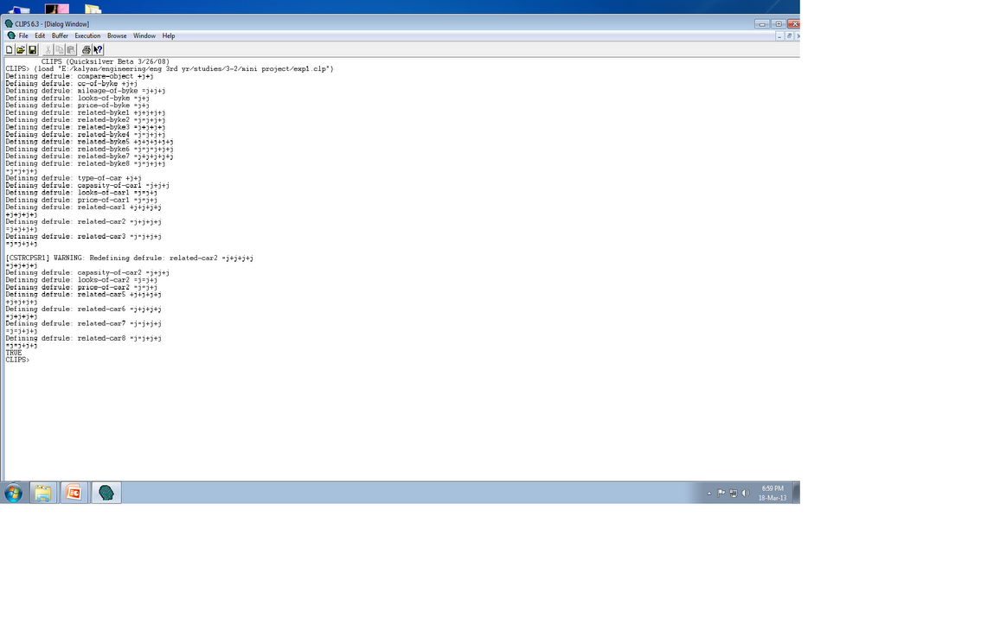 CLIPS 6.3 - [Dialog Window]
File Edit Buffer Execution Browse Window Help
CLIPS (Quicksilver Beta 3/26/08)
CLIPS> (load "E:/kalyan/engineering/eng 3rd yr/studies/3-2/mini project/exp1.clp")
Defining defrule: compare-object +j+j
Defining defrule: cc-of-byke +j+j
Defining defrule: mileage-of-byke =j+j+j
Defining defrule: looks-of-byke =j+j
Defining defrule: price-of-byke =j+j
Defining defrule: related-byke1 +j+j+j+j
Defining defrule: related-byke2 =j=j+j+j
Defining defrule: related-byke3 =j+j+j+j
Defining defrule: related-byke4 =j=j+j+j
Defining defrule: related-byke5 +j+j+j+j+j
Defining defrule: related-byke6 =j=j=j+j+j
Defining defrule: related-byke7 =j+j+j+j+j
Defining defrule: related-byke8 =j=j+j+j
=j=j+j+j
Defining defrule: type-of-car +j+j
Defining defrule: capasity-of-car1 =j+j+j
Defining defrule: looks-of-car1 =j=j+j
Defining defrule: price-of-car1 =j=j+j
Defining defrule: related-car1 +j+j+j+j
+j+j+j+j
Defining defrule: related-car2 =j+j+j+j
=j+j+j+j
Defining defrule: related-car3 =j=j+j+j
=j=j+j+j
[CSTRCPSR1] WARNING: Redefining defrule: related-car2 =j+j+j+j
=j+j+j+j
Defining defrule: capasity-of-car2 =j+j+j
Defining defrule: looks-of-car2 =j=j+j
Defining defrule: price-of-car2 =j=j+j
Defining defrule: related-car5 +j+j+j+j
+j+j+j+j
Defining defrule: related-car6 =j+j+j+j
=j+j+j+j
Defining defrule: related-car7 =j=j+j+j
=j=j+j+j
Defining defrule: related-car8 =j=j+j+j
=j=j+j+j
TRUE
CLIPS>
6:59 PM
18-Mar-13